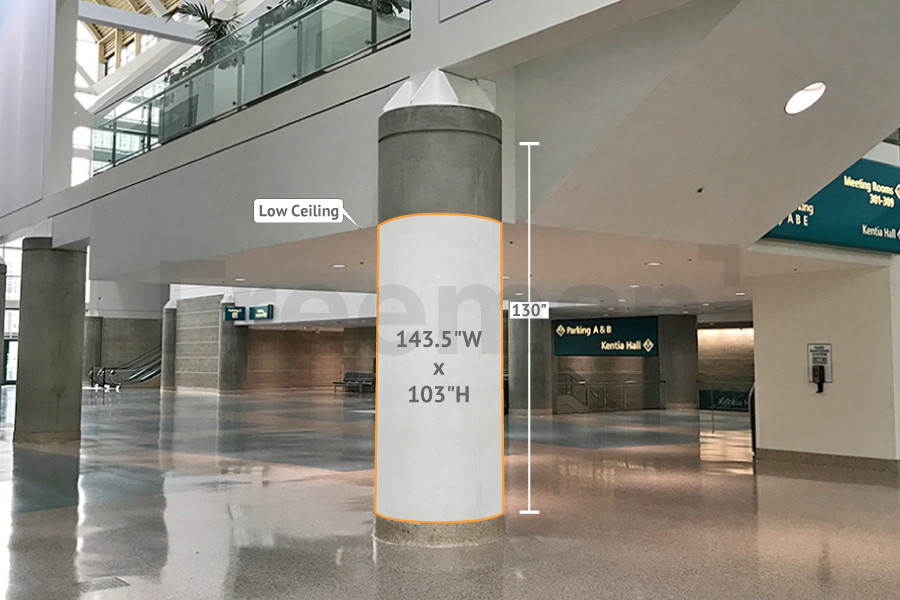 Low Ceiling
Meeting Rooms
301-309
Kentia Hall
A B E
130"
Parking A & B
Kentia Hall
143.5"W
x
103"H